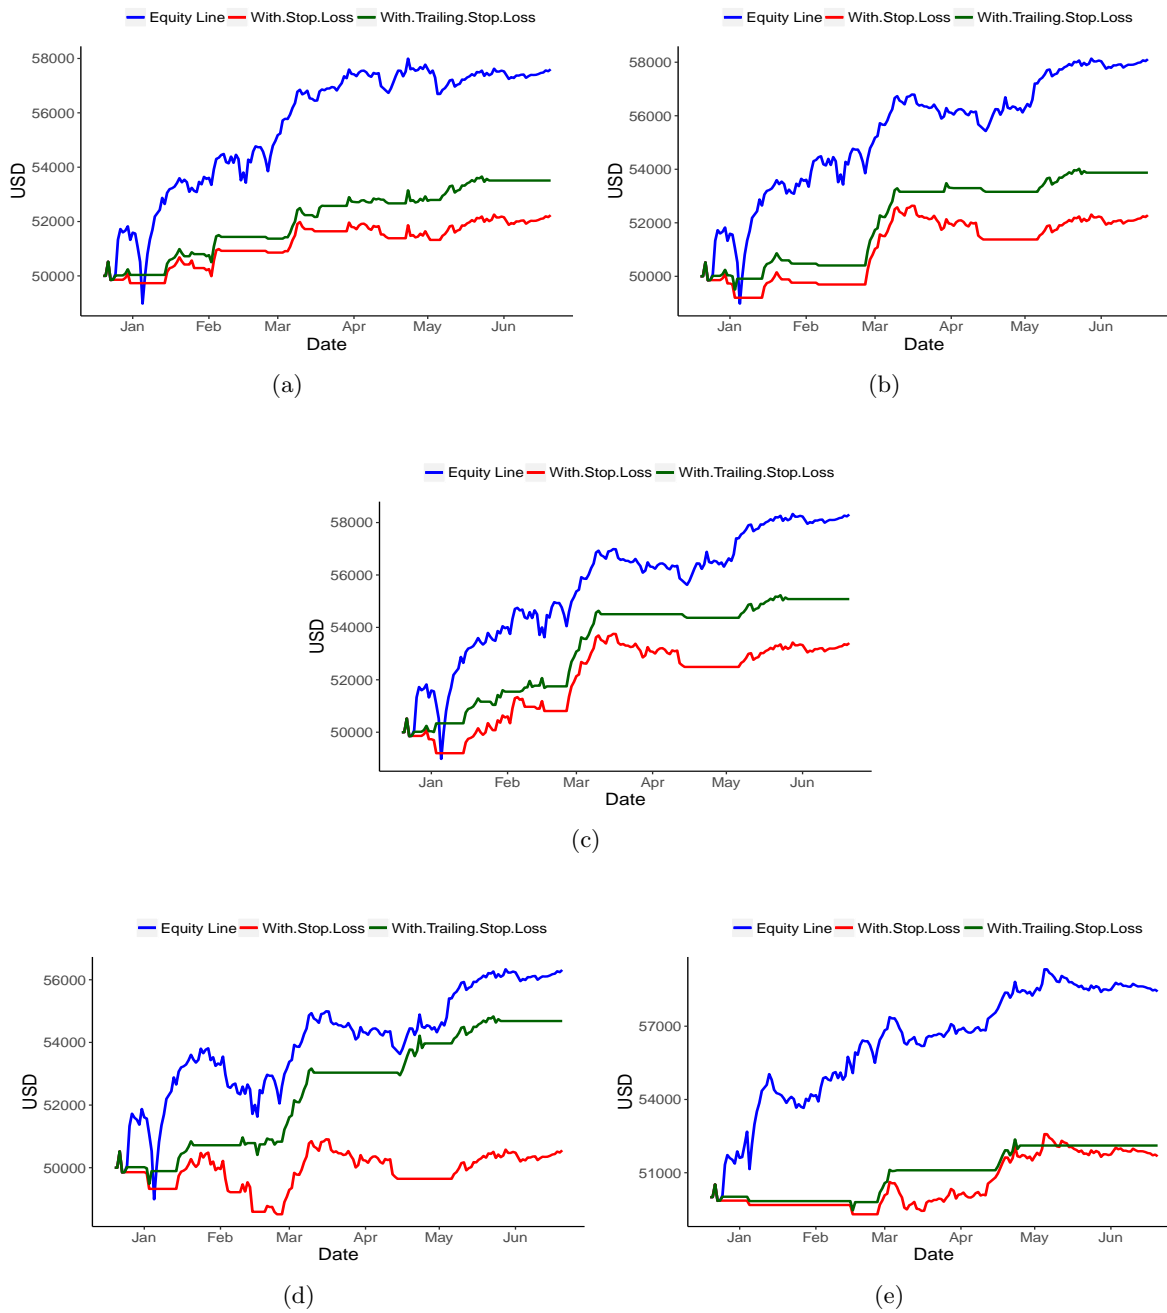 Equity Line With.Stop.Loss With.Trailing.Stop.Loss
58000
56000
54000
52000
50000
USD
Jan Feb Mar Apr May Jun
Date
(a)
Equity Line With.Stop.Loss With.Trailing.Stop.Loss
58000
56000
54000
52000
50000
USD
Jan Feb Mar Apr May Jun
Date
(b)
Equity Line With.Stop.Loss With.Trailing.Stop.Loss
58000
56000
54000
52000
50000
USD
Jan Feb Mar Apr May Jun
Date
(c)
Equity Line With.Stop.Loss With.Trailing.Stop.Loss
56000
54000
52000
50000
USD
Jan Feb Mar Apr May Jun
Date
(d)
Equity Line With.Stop.Loss With.Trailing.Stop.Loss
57000
54000
51000
USD
Jan Feb Mar Apr May Jun
Date
(e)